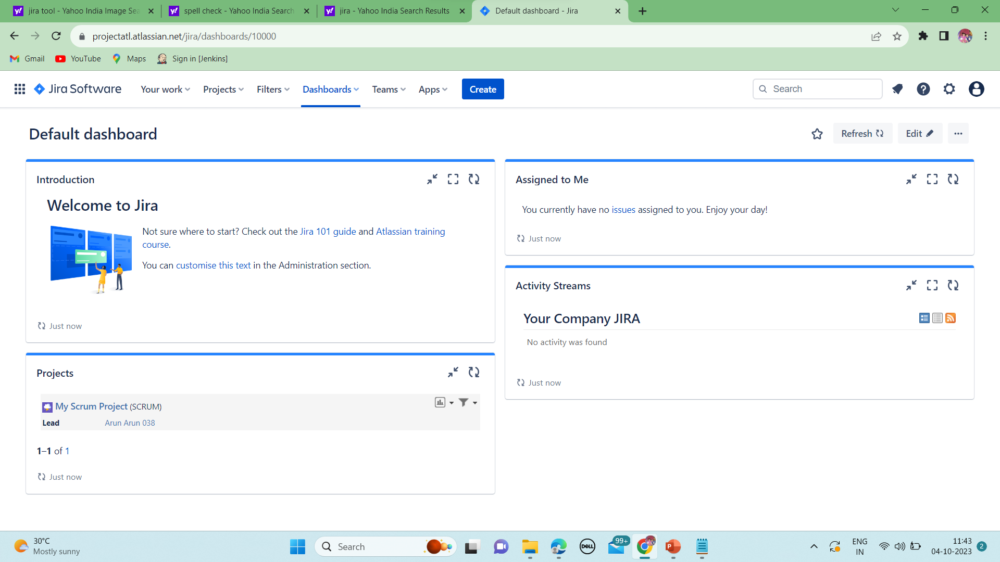 jira tool - Yahoo India Image Sea
spell check - Yahoo India Search
jira - Yahoo India Search Results
Default dashboard - Jira
projectatl.atlassian.net/jira/dashboards/10000
Gmail
YouTube
Maps
Sign in [Jenkins]
Jira Software
Your work
Projects
Filters
Dashboards
Teams
Apps
Create
Search
Default dashboard
Refresh
Edit
Introduction
Welcome to Jira
Not sure where to start? Check out the Jira 101 guide and Atlassian training
course.
You can customise this text in the Administration section.
Just now
Projects
My Scrum Project (SCRUM)
Lead Arun Arun 038
1–1 of 1
Just now
Assigned to Me
You currently have no issues assigned to you. Enjoy your day!
Just now
Activity Streams
Your Company JIRA
No activity was found
Just now
30°C
Mostly sunny
Search
DELL
99+
ENG
IN
11:43
04-10-2023
2